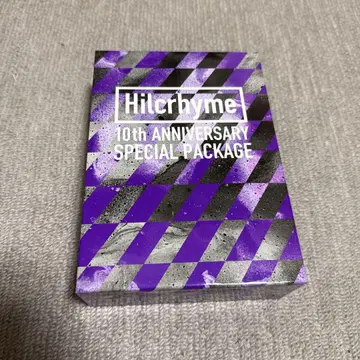 Hilcrhyme
10th ANNIVERSARY
SPECIAL PACKAGE